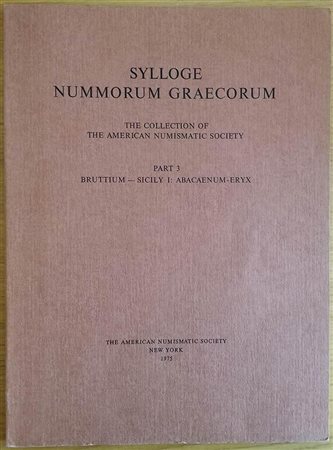 SYLLOGE
NUMMORUM GRAECORUM
THE COLLECTION OF
THE AMERICAN NUMISMATIC SOCIETY
PART 3
BRUTTIUM — SICILY I: ABACAENUM-ERYX
THE AMERICAN NUMISMATIC SOCIETY
NEW YORK
1975